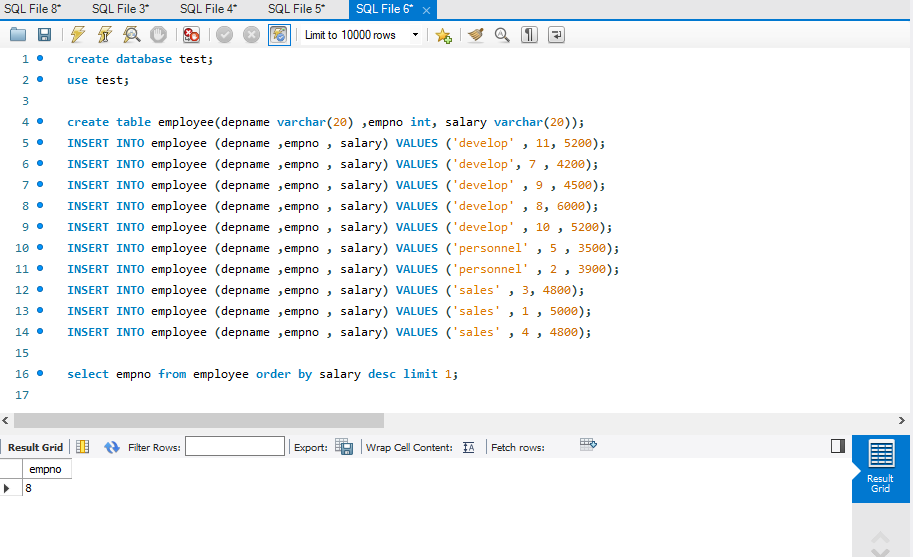 SQL File 8* SQL File 3* SQL File 4* SQL File 5* SQL File 6* ×
Limit to 10000 rows
1 create database test;
2 use test;
3
4 create table employee(depname varchar(20) ,empno int, salary varchar(20));
5 INSERT INTO employee (depname ,empno , salary) VALUES ('develop' , 11, 5200);
6 INSERT INTO employee (depname ,empno , salary) VALUES ('develop', 7 , 4200);
7 INSERT INTO employee (depname ,empno , salary) VALUES ('develop' , 9 , 4500);
8 INSERT INTO employee (depname ,empno , salary) VALUES ('develop' , 8, 6000);
9 INSERT INTO employee (depname ,empno , salary) VALUES ('develop' , 10 , 5200);
10 INSERT INTO employee (depname ,empno , salary) VALUES ('personnel' , 5 , 3500);
11 INSERT INTO employee (depname ,empno , salary) VALUES ('personnel' , 2 , 3900);
12 INSERT INTO employee (depname ,empno , salary) VALUES ('sales' , 3, 4800);
13 INSERT INTO employee (depname ,empno , salary) VALUES ('sales' , 1 , 5000);
14 INSERT INTO employee (depname ,empno , salary) VALUES ('sales' , 4 , 4800);
15
16 select empno from employee order by salary desc limit 1;
17
Result Grid Filter Rows: Export: Wrap Cell Content: Fetch rows:
empno
8
Result
Grid